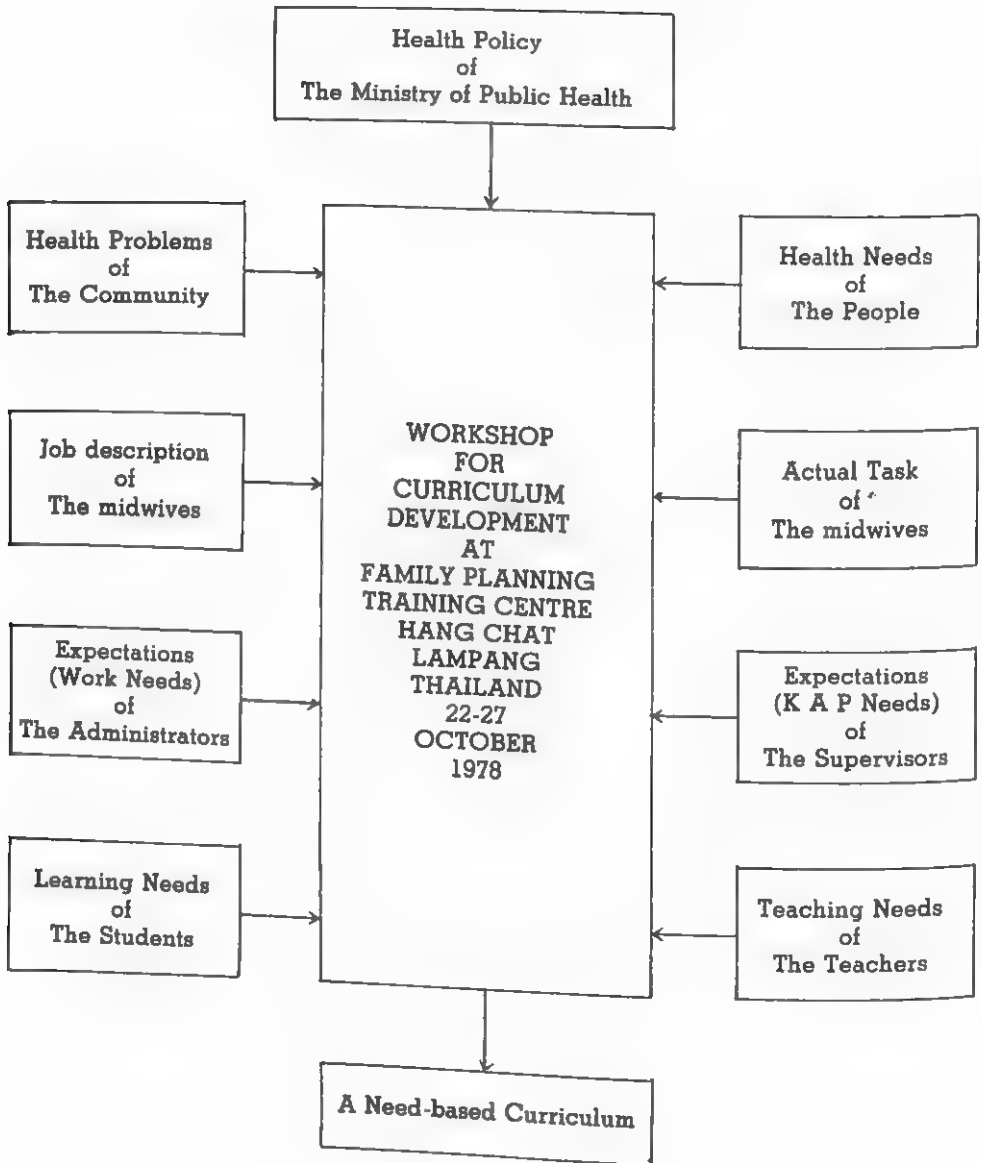 Health Policy
of
The Ministry of Public Health
Health Problems
of
The Community
Health Needs
of
The People
Job description
of
The midwives
Actual Task
of
The midwives
Expectations
(Work Needs)
of
The Administrators
Expectations
(K A P Needs)
of
The Supervisors
Learning Needs
of
The Students
Teaching Needs
of
The Teachers
WORKSHOP
FOR
CURRICULUM
DEVELOPMENT
AT
FAMILY PLANNING
TRAINING CENTRE
HANG CHAT
LAMPANG
THAILAND
22-27
OCTOBER
1978
A Need-based Curriculum